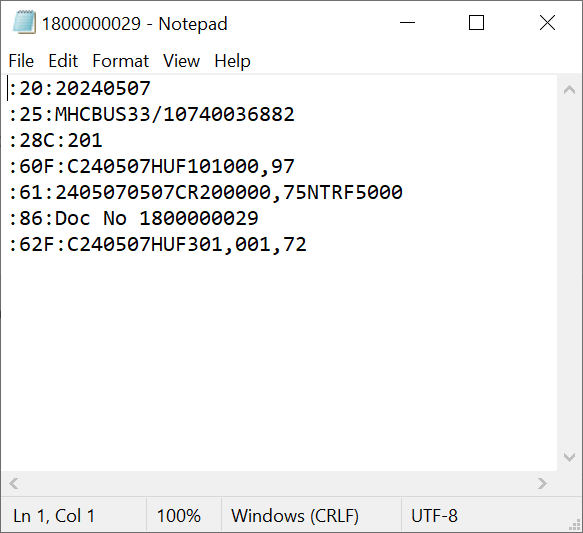 1800000029 - Notepad
File Edit Format View Help
:20:20240507
:25:MHCBUS33/10740036882
:28C:201
:60F:C240507HUF101000,97
:61:2405070507CR200000,75NTRF5000
:86:Doc No 1800000029
:62F:C240507HUF301,001,72
Ln 1, Col 1 100% Windows (CRLF) UTF-8